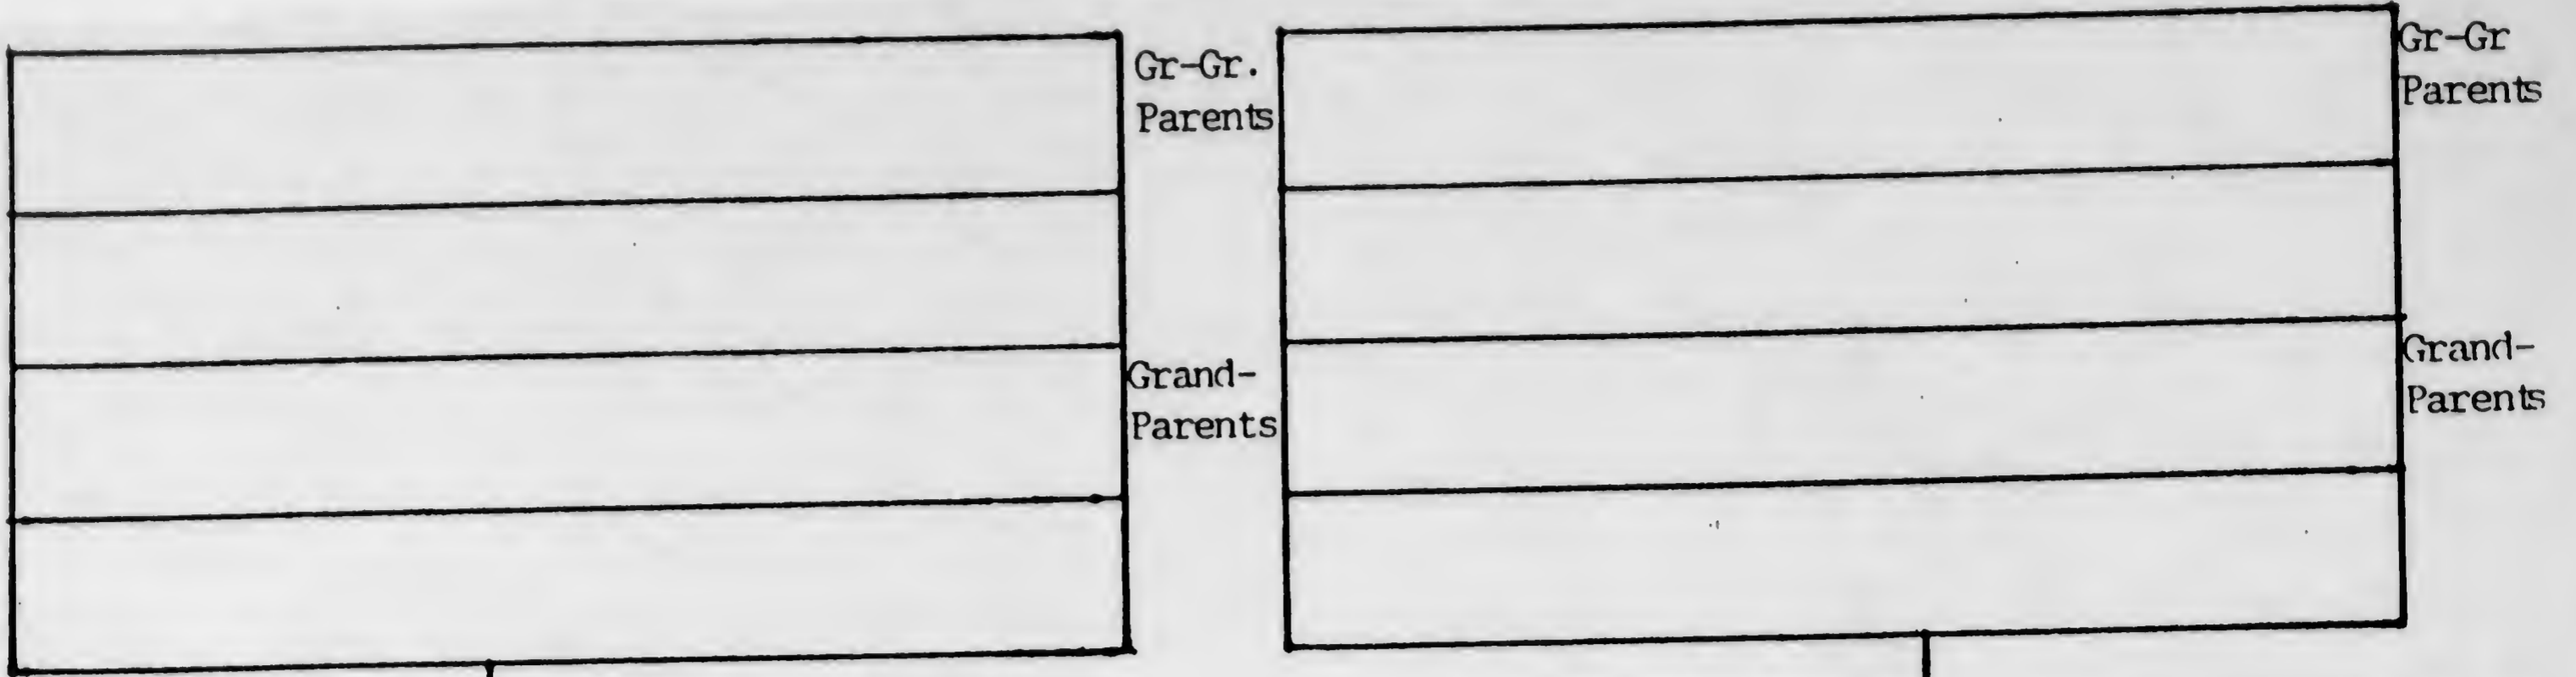 Gr-Gr.
Parents
Grand-
Parents
Gr-Gr
Parents
Grand-
Parents